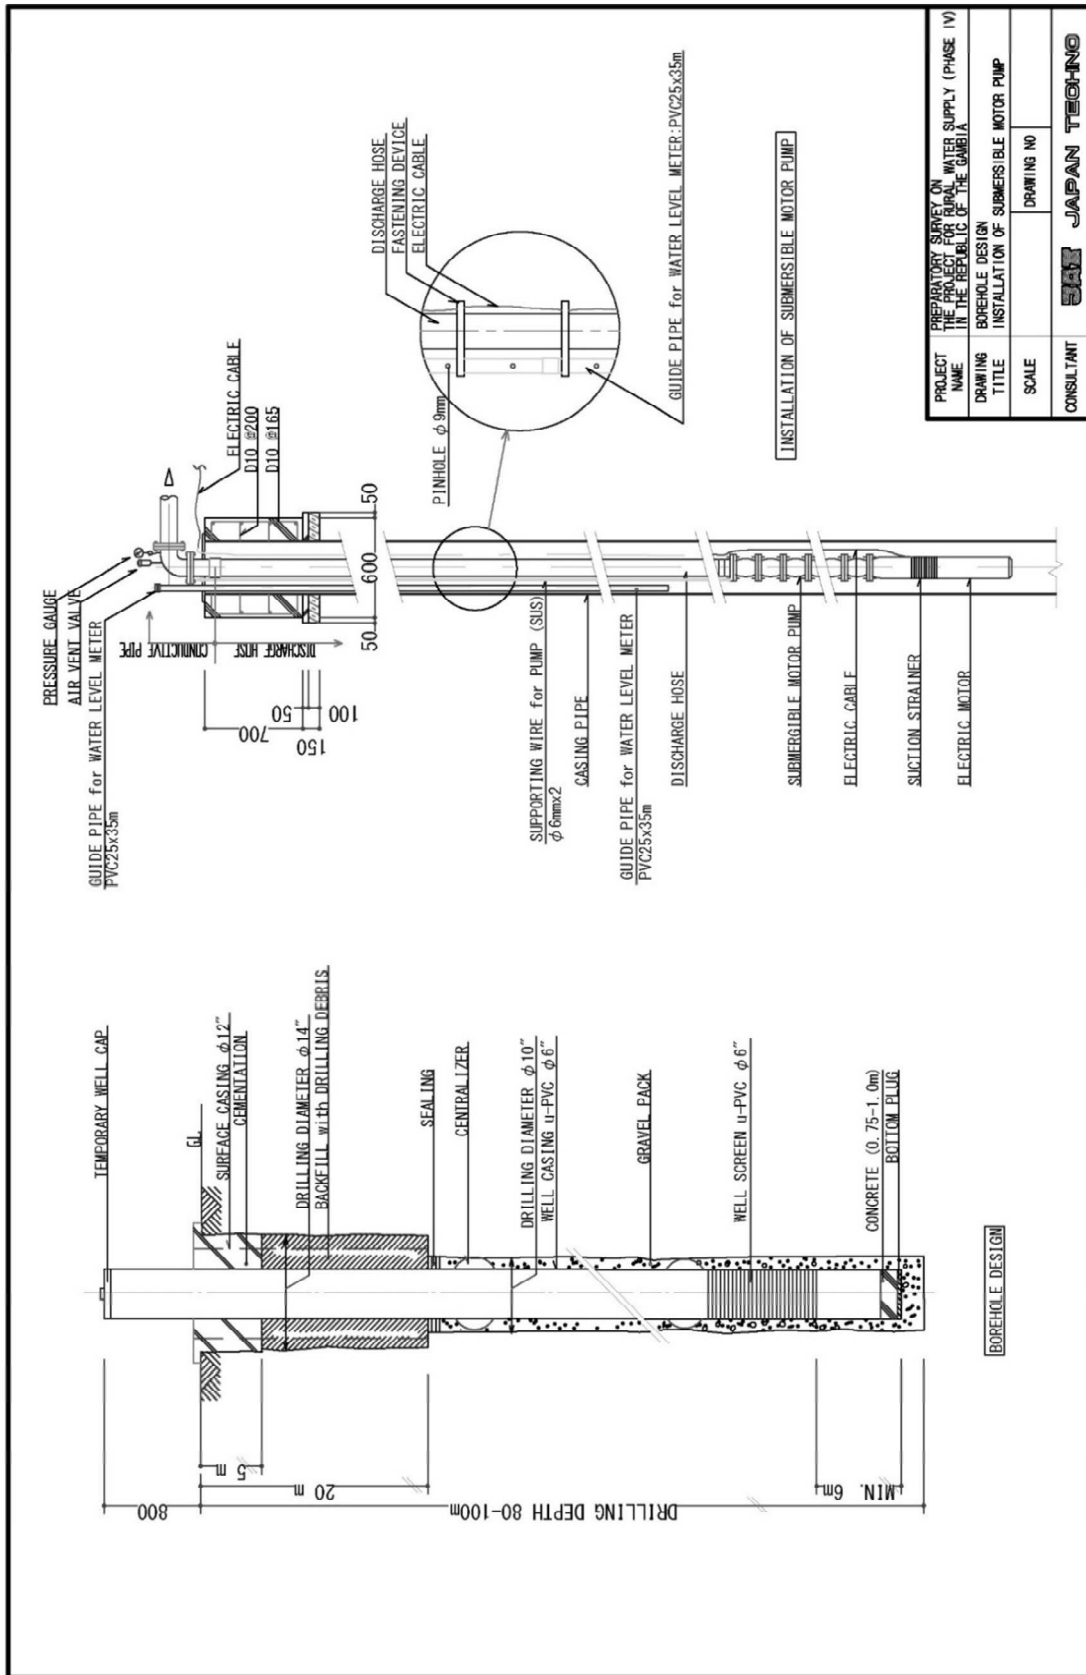 TEMPORARY WELL CAP
GL
SURFACE CASING φ12"
CEMENTATION
DRILLING DIAMETER φ14"
BACKFILL with DRILLING DEBRIS
SEALING
CENTRALIZER
DRILLING DIAMETER φ10"
WELL CASING u-PVC φ6"
GRAVEL PACK
WELL SCREEN u-PVC φ6"
CONCRETE (0.75-1.0m)
BOTTOM PLUG
800
5 m
20 m
DRILLING DEPTH 80-100m
MIN. 6m
BOREHOLE DESIGN
PRESSURE GAUGE
AIR VENT VALVE
GUIDE PIPE for WATER LEVEL METER
PVC25x35m
CONDUCTIVE PIPE
DISCHARGE HOSE
700
50
150
100
50
600
50
ELECTRIC CABLE
D10 @200
D10 @165
SUPPORTING WIRE for PUMP (SUS)
φ6mmx2
CASING PIPE
GUIDE PIPE for WATER LEVEL METER
PVC25x35m
DISCHARGE HOSE
SUBMERGIBLE MOTOR PUMP
ELECTRIC CABLE
SUCTION STRAINER
ELECTRIC MOTOR
DISCHARGE HOSE
FASTENING DEVICE
ELECTRIC CABLE
PINHOLE φ9mm
GUIDE PIPE for WATER LEVEL METER:PVC25x35m
INSTALLATION OF SUBMERSIBLE MOTOR PUMP
PROJECT NAME
PREPARATORY SURVEY ON
THE PROJECT FOR RURAL WATER SUPPLY (PHASE IV)
IN THE REPUBLIC OF THE GAMBIA
DRAWING TITLE
BOREHOLE DESIGN
INSTALLATION OF SUBMERSIBLE MOTOR PUMP
SCALE
DRAWING NO
CONSULTANT
JAPAN TECHNO